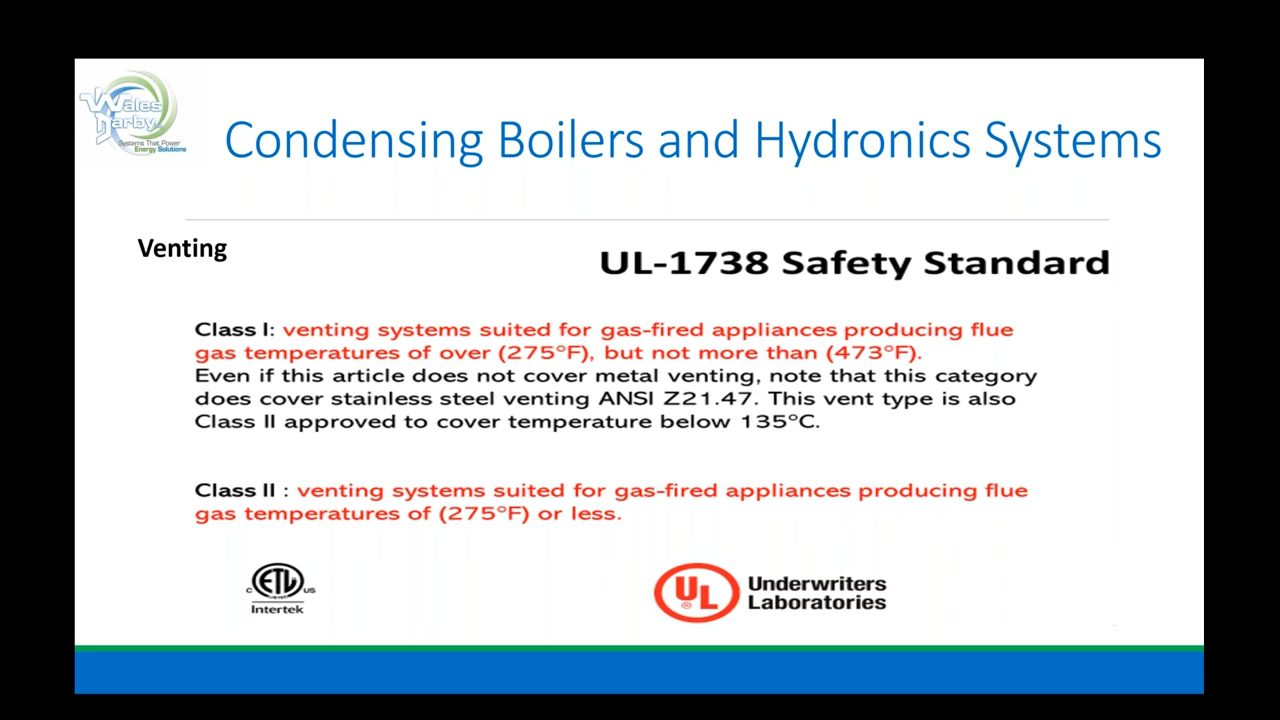 Wales Darby
Systems That Power
Energy Solutions
Condensing Boilers and Hydronics Systems
Venting
UL-1738 Safety Standard
Class I: venting systems suited for gas-fired appliances producing flue
gas temperatures of over (275°F), but not more than (473°F).
Even if this article does not cover metal venting, note that this category
does cover stainless steel venting ANSI Z21.47. This vent type is also
Class II approved to cover temperature below 135°C.
Class II : venting systems suited for gas-fired appliances producing flue
gas temperatures of (275°F) or less.
C ETL US
Intertek
UL ®
Underwriters
Laboratories